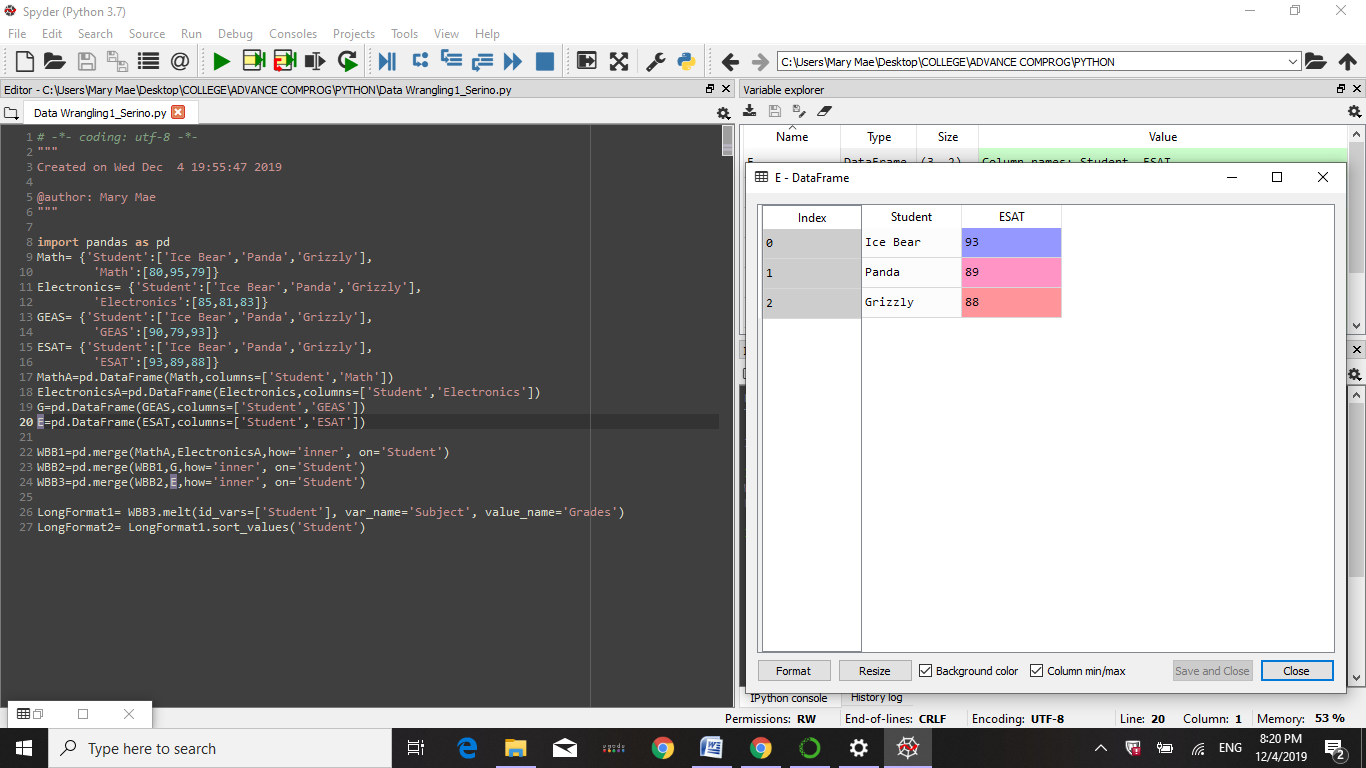 Spyder (Python 3.7)
File Edit Search Source Run Debug Consoles Projects Tools View Help
C:\Users\Mary Mae\Desktop\COLLEGE\ADVANCE COMPROG\PYTHON
Editor - C:\Users\Mary Mae\Desktop\COLLEGE\ADVANCE COMPROG\PYTHON\Data Wrangling1_Serino.py
Data Wrangling1_Serino.py
1 # -*- coding: utf-8 -*-
2 """
3 Created on Wed Dec  4 19:55:47 2019
4
5 @author: Mary Mae
6 """
7
8 import pandas as pd
9 Math= {'Student':['Ice Bear','Panda','Grizzly'],
10         'Math':[80,95,79]}
11 Electronics= {'Student':['Ice Bear','Panda','Grizzly'],
12         'Electronics':[85,81,83]}
13 GEAS= {'Student':['Ice Bear','Panda','Grizzly'],
14         'GEAS':[90,79,93]}
15 ESAT= {'Student':['Ice Bear','Panda','Grizzly'],
16         'ESAT':[93,89,88]}
17 MathA=pd.DataFrame(Math,columns=['Student','Math'])
18 ElectronicsA=pd.DataFrame(Electronics,columns=['Student','Electronics'])
19 G=pd.DataFrame(GEAS,columns=['Student','GEAS'])
20 E=pd.DataFrame(ESAT,columns=['Student','ESAT'])
21
22 WBB1=pd.merge(MathA,ElectronicsA,how='inner', on='Student')
23 WBB2=pd.merge(WBB1,G,how='inner', on='Student')
24 WBB3=pd.merge(WBB2,E,how='inner', on='Student')
25
26 LongFormat1= WBB3.melt(id_vars=['Student'], var_name='Subject', value_name='Grades')
27 LongFormat2= LongFormat1.sort_values('Student')
Variable explorer
Name Type Size Value
E DataFrame (3, 2) Column names: Student, ESAT
E - DataFrame
Index Student ESAT
0 Ice Bear 93
1 Panda 89
2 Grizzly 88
Format Resize Background color Column min/max Save and Close Close
IPython console History log
Permissions: RW End-of-lines: CRLF Encoding: UTF-8 Line: 20 Column: 1 Memory: 53 %
Type here to search
ENG
8:20 PM
12/4/2019
2